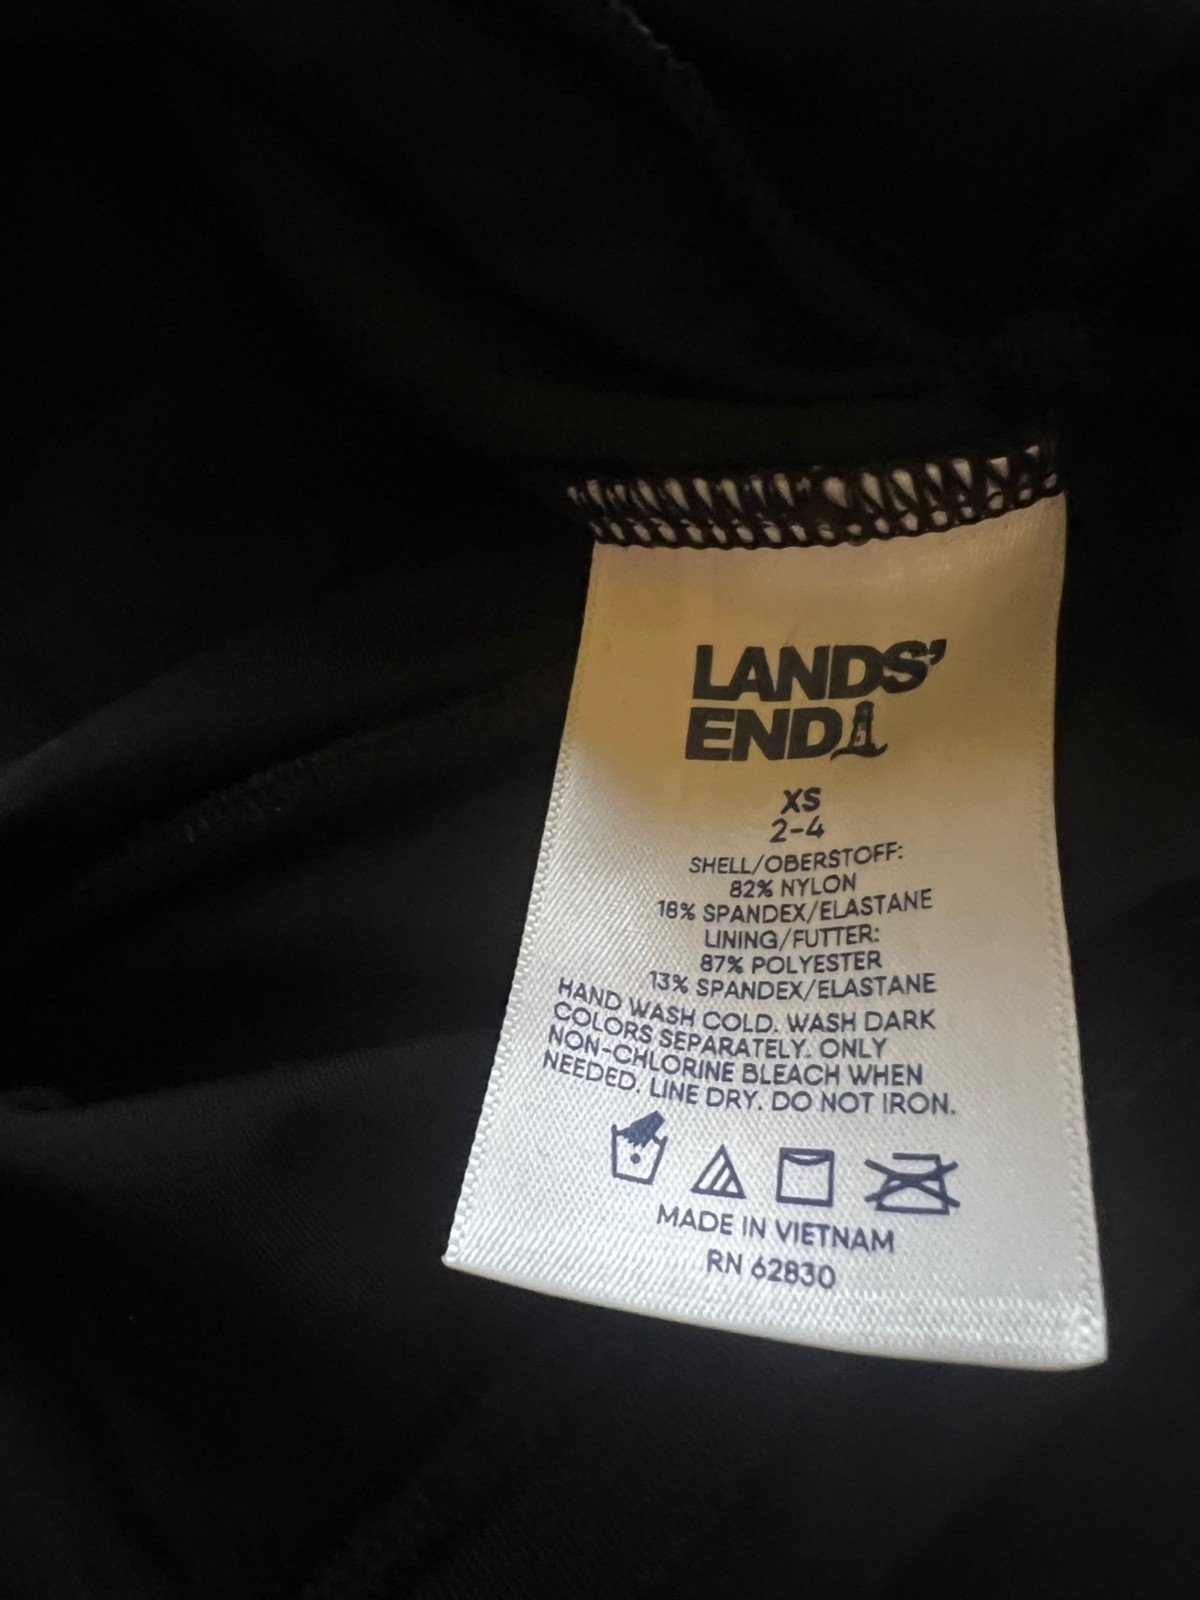 LANDS'
END
XS
2-4
SHELL/OBERSTOFF:
82% NYLON
18% SPANDEX/ELASTANE
LINING/FUTTER:
87% POLYESTER
13% SPANDEX/ELASTANE
HAND WASH COLD. WASH DARK
COLORS SEPARATELY. ONLY
NON-CHLORINE BLEACH WHEN
NEEDED. LINE DRY. DO NOT IRON.
MADE IN VIETNAM
RN 62830